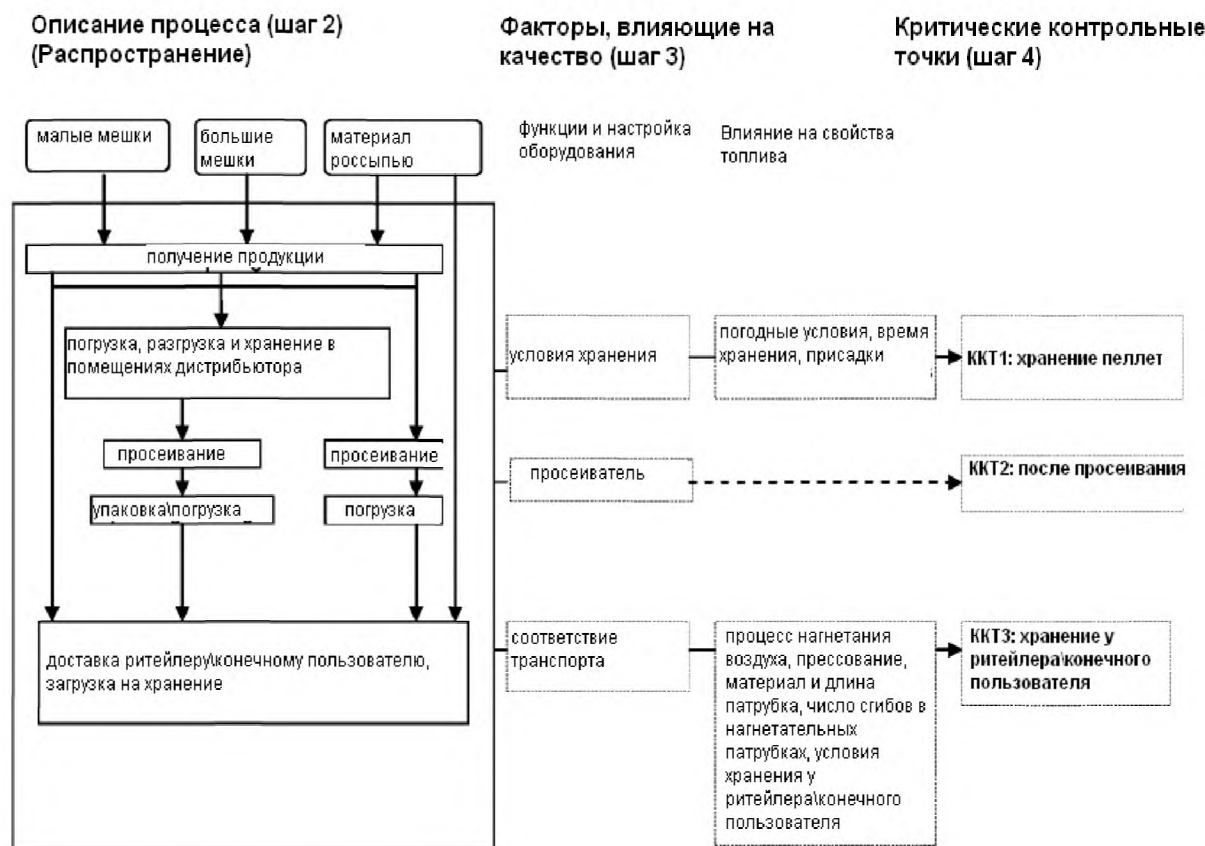 Описание процесса (шаг 2)
(Распространение)
Факторы, влияющие на
качество (шаг 3)
Критические контрольные
точки (шаг 4)
малые мешки
большие
мешки
материал
россыпью
функции и настройка
оборудования
Влияние на свойства
топлива
получение продукции
погрузка, разгрузка и хранение в
помещениях дистрибьютора
условия хранения
погодные условия, время
хранения, присадки
ККТ1: хранение пеллет
просеивание
просеивание
просеиватель
ККТ2: после просеивания
упаковка\погрузка
погрузка
доставка ритейлеру\конечному пользователю,
загрузка на хранение
соответствие
транспорта
процесс нагнетания
воздуха, прессование,
материал и длина
патрубка, число сгибов в
нагнетательных
патрубках, условия
хранения у
ритейлера\конечного
пользователя
ККТ3: хранение у
ритейлера\конечного
пользователя